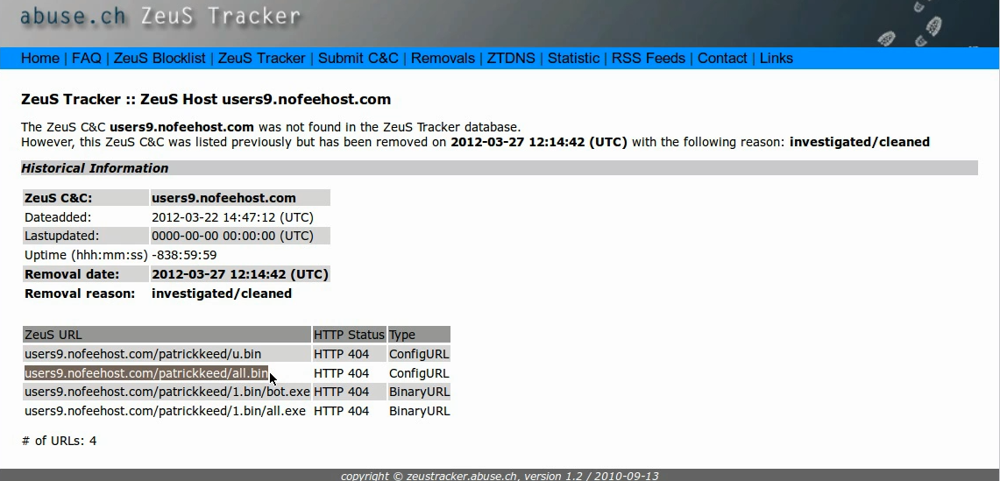 abuse.ch ZeuS Tracker
Home | FAQ | ZeuS Blocklist | ZeuS Tracker | Submit C&C | Removals | ZTDNS | Statistic | RSS Feeds | Contact | Links
ZeuS Tracker :: ZeuS Host users9.nofeehost.com
The ZeuS C&C users9.nofeehost.com was not found in the ZeuS Tracker database.
However, this ZeuS C&C was listed previously but has been removed on 2012-03-27 12:14:42 (UTC) with the following reason: investigated/cleaned
Historical Information
ZeuS C&C: users9.nofeehost.com
Dateadded: 2012-03-22 14:47:12 (UTC)
Lastupdated: 0000-00-00 00:00:00 (UTC)
Uptime (hhh:mm:ss) -838:59:59
Removal date: 2012-03-27 12:14:42 (UTC)
Removal reason: investigated/cleaned
ZeuS URL HTTP Status Type
users9.nofeehost.com/patrickkeed/u.bin HTTP 404 ConfigURL
users9.nofeehost.com/patrickkeed/all.bin HTTP 404 ConfigURL
users9.nofeehost.com/patrickkeed/1.bin/bot.exe HTTP 404 BinaryURL
users9.nofeehost.com/patrickkeed/1.bin/all.exe HTTP 404 BinaryURL
# of URLs: 4
copyright © zeustracker.abuse.ch, version 1.2 / 2010-09-13